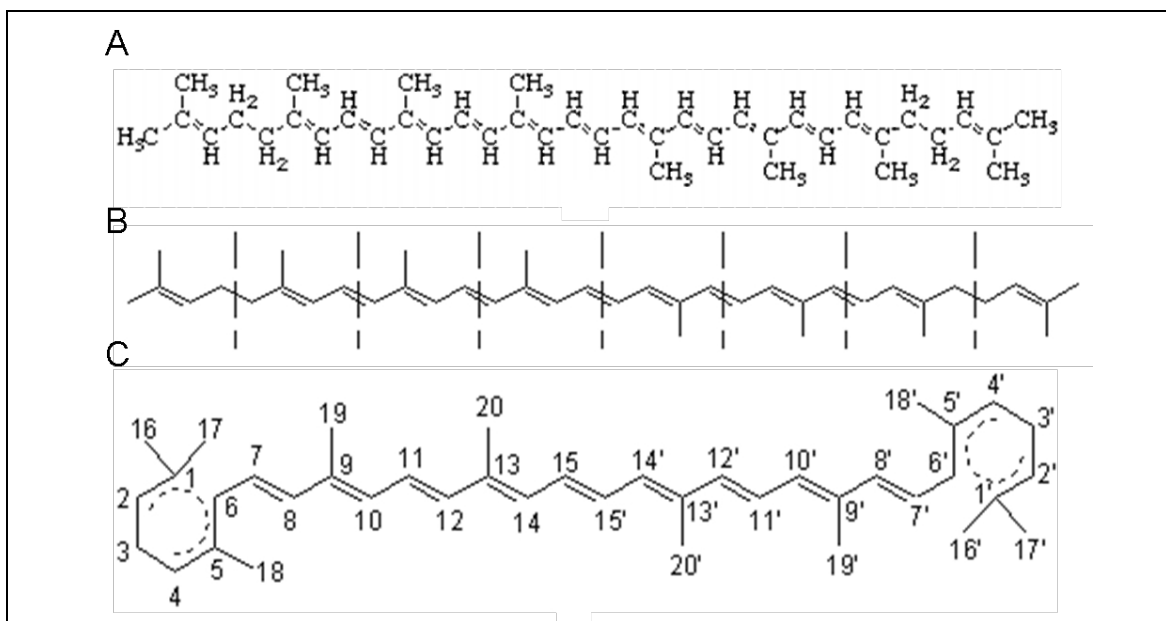 A
CH₃ CH₃ CH₃ CH₃
H₂ H H H H H H H H H₂ H
H₃C C C C C C C C C C C C C C C C C C C C C C C C C C C C C C C CH₃
H H₂ H H H H H H H H H₂
CH₃ CH₃ CH₃ CH₃
B
C
4'
18' 5'
19 20 3'
16 17
7 9 11 13 15 14' 12' 10' 8' 6' 2'
1 1'
2 6
8 10 12 14 15' 13' 11' 9' 7'
3 16' 17'
5 18 20' 19'
4